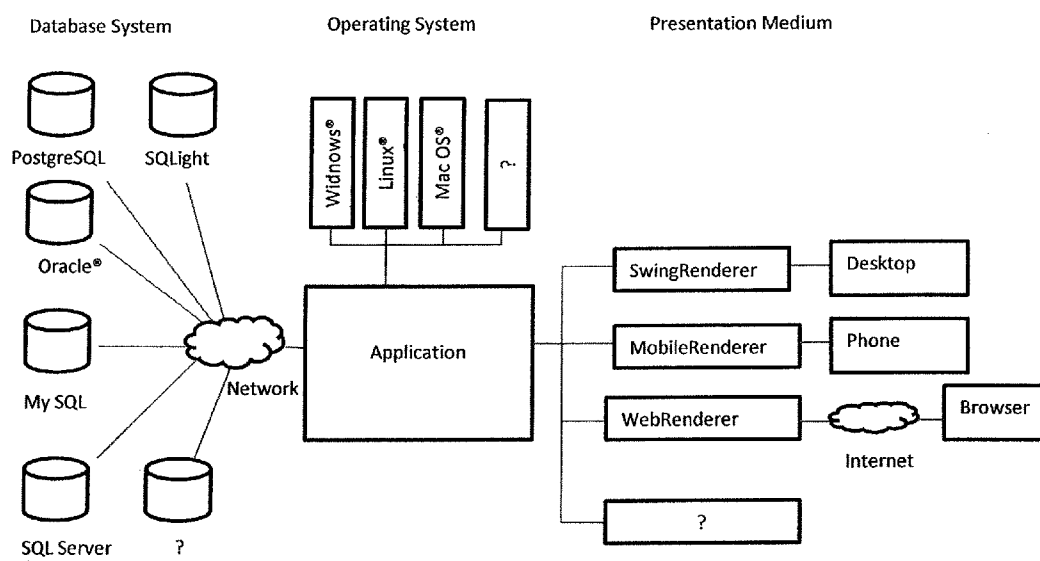 Database System
Operating System
Presentation Medium
PostgreSQL
SQLight
Oracle®
My SQL
SQL Server
?
Network
Widnows®
Linux®
Mac OS®
?
Application
SwingRenderer
Desktop
MobileRenderer
Phone
WebRenderer
Internet
Browser
?